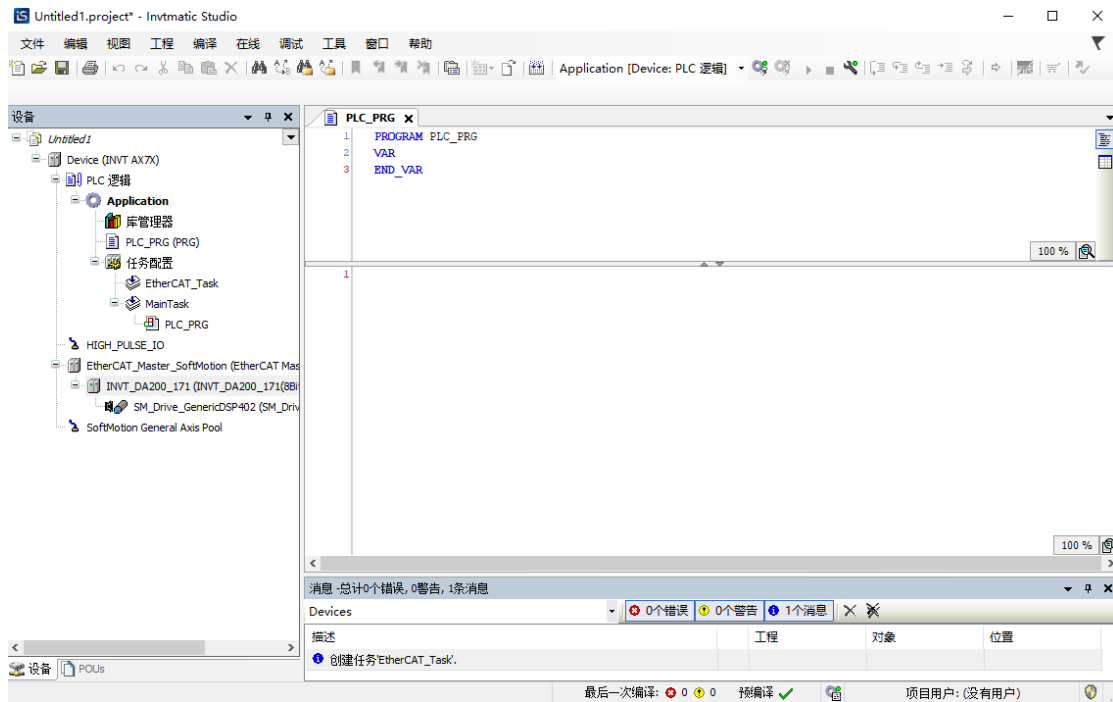 Untitled1.project* - Invtmatic Studio
文件 编辑 视图 工程 编译 在线 调试 工具 窗口 帮助
Application [Device: PLC 逻辑]
设备
Untitled1
Device (INVT AX7X)
PLC 逻辑
Application
库管理器
PLC_PRG (PRG)
任务配置
EtherCAT_Task
MainTask
PLC_PRG
HIGH_PULSE_IO
EtherCAT_Master_SoftMotion (EtherCAT Mas
INVT_DA200_171 (INVT_DA200_171(8Bi
SM_Drive_GenericDSP402 (SM_Driv
SoftMotion General Axis Pool
设备 POUs
PLC_PRG
1 PROGRAM PLC_PRG
2 VAR
3 END_VAR
100 %
1
100 %
消息 -总计0个错误, 0警告, 1条消息
Devices 0个错误 0个警告 1个消息
描述 工程 对象 位置
创建任务'EtherCAT_Task'.
最后一次编译: 0 0 预编译 项目用户: (没有用户)